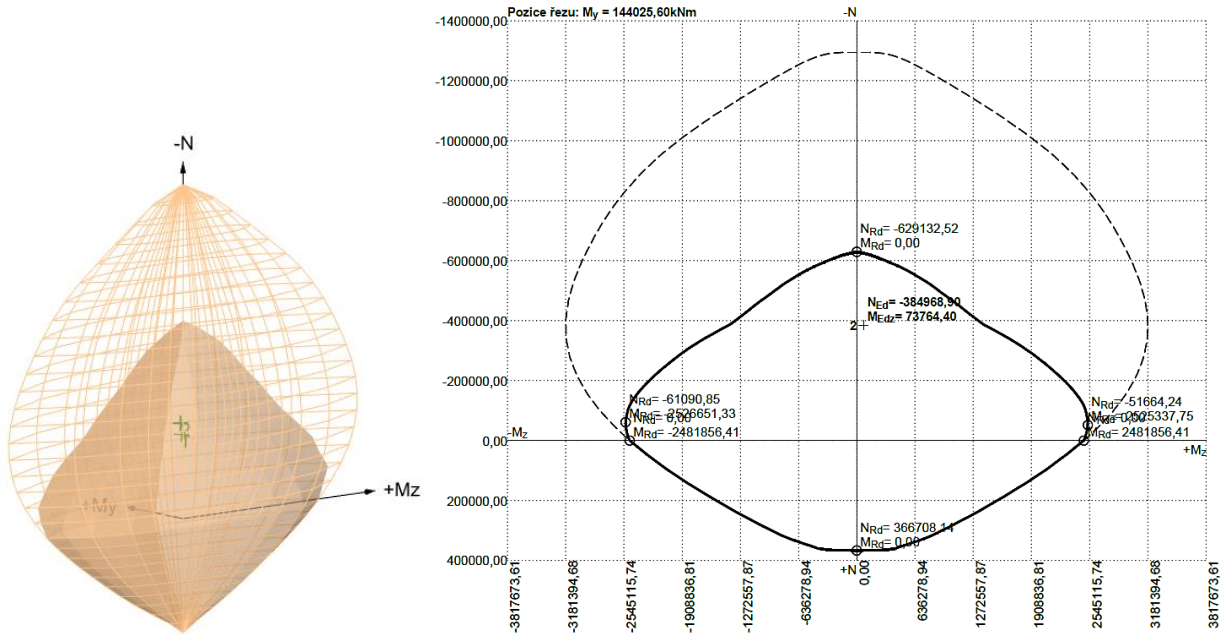 -N
+My
+Mz
Pozice řezu: My = 144025,60kNm
-N
-1400000,00
-1200000,00
-1000000,00
-800000,00
-600000,00
-400000,00
-200000,00
0,00
200000,00
400000,00
NRd= -629132,52
MRd= 0,00
NEd= -384968,90
MEdz= 73764,40
2
NRd= -61090,85
MRd= -2526651,33
NRd= 0,00
MRd= -2481856,41
NRd= -51664,24
MRd= 2525337,75
NRd= 0,00
MRd= 2481856,41
-Mz
+Mz
NRd= 366708,14
MRd= 0,00
+N
-3817673,61
-3181394,68
-2545115,74
-1908836,81
-1272557,87
-636278,94
0,00
636278,94
1272557,87
1908836,81
2545115,74
3181394,68
3817673,61